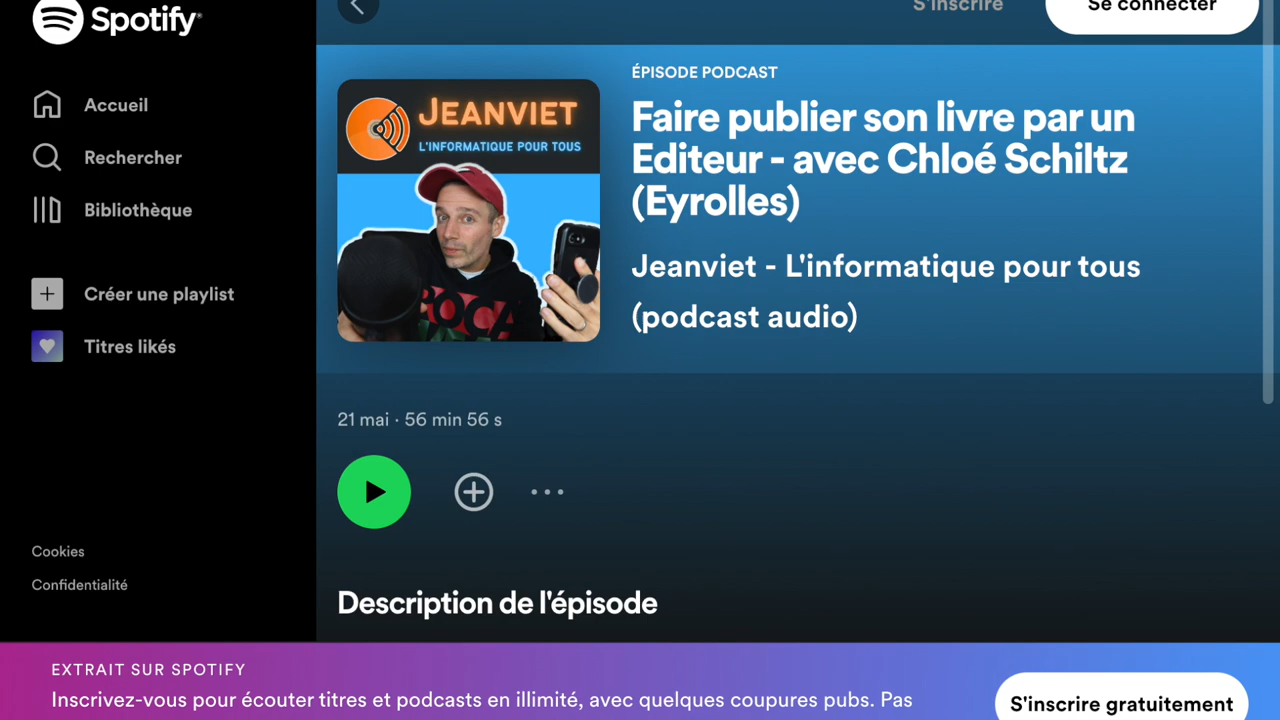 Spotify
S'inscrire
Se connecter
Accueil
Rechercher
Bibliothèque
Créer une playlist
Titres likés
Cookies
Confidentialité
JEANVIET
L'INFORMATIQUE POUR TOUS
POCA
ÉPISODE PODCAST
Faire publier son livre par un
Editeur - avec Chloé Schiltz
(Eyrolles)
Jeanviet - L'informatique pour tous
(podcast audio)
21 mai · 56 min 56 s
Description de l'épisode
EXTRAIT SUR SPOTIFY
Inscrivez-vous pour écouter titres et podcasts en illimité, avec quelques coupures pubs. Pas
S'inscrire gratuitement